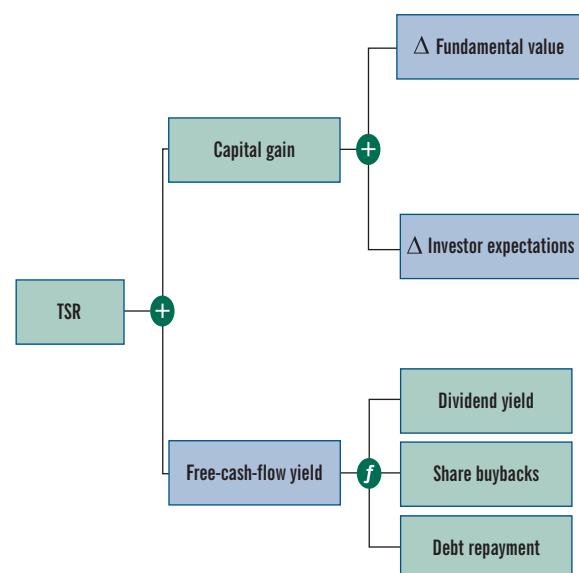 Δ Fundamental value
Capital gain
+
Δ Investor expectations
TSR
+
Dividend yield
Free-cash-flow yield
f
Share buybacks
Debt repayment